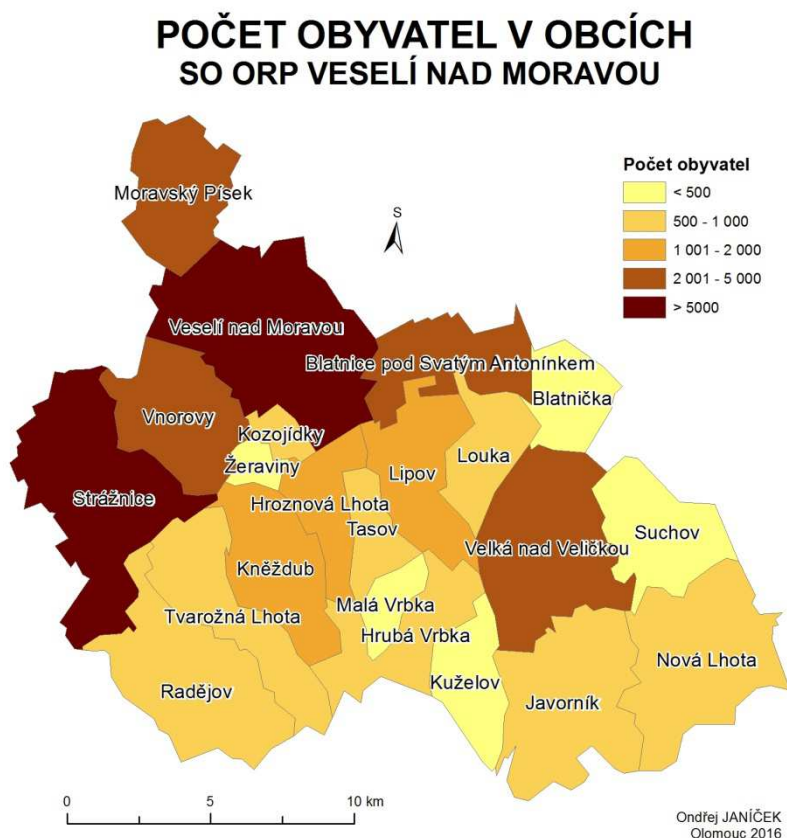 POČET OBYVATEL V OBCÍCH
SO ORP VESELÍ NAD MORAVOU
Počet obyvatel
< 500
500 - 1 000
1 001 - 2 000
2 001 - 5 000
> 5000
S
Moravský Písek
Veselí nad Moravou
Blatnice pod Svatým Antonínkem
Blatnička
Vnorovy
Kozojídky
Louka
Žeraviny
Lipov
Strážnice
Hroznová Lhota
Tasov
Suchov
Velká nad Veličkou
Kněždub
Malá Vrbka
Tvarožná Lhota
Hrubá Vrbka
Nová Lhota
Radějov
Kuželov
Javorník
0 5 10 km
Ondřej JANÍČEK
Olomouc 2016